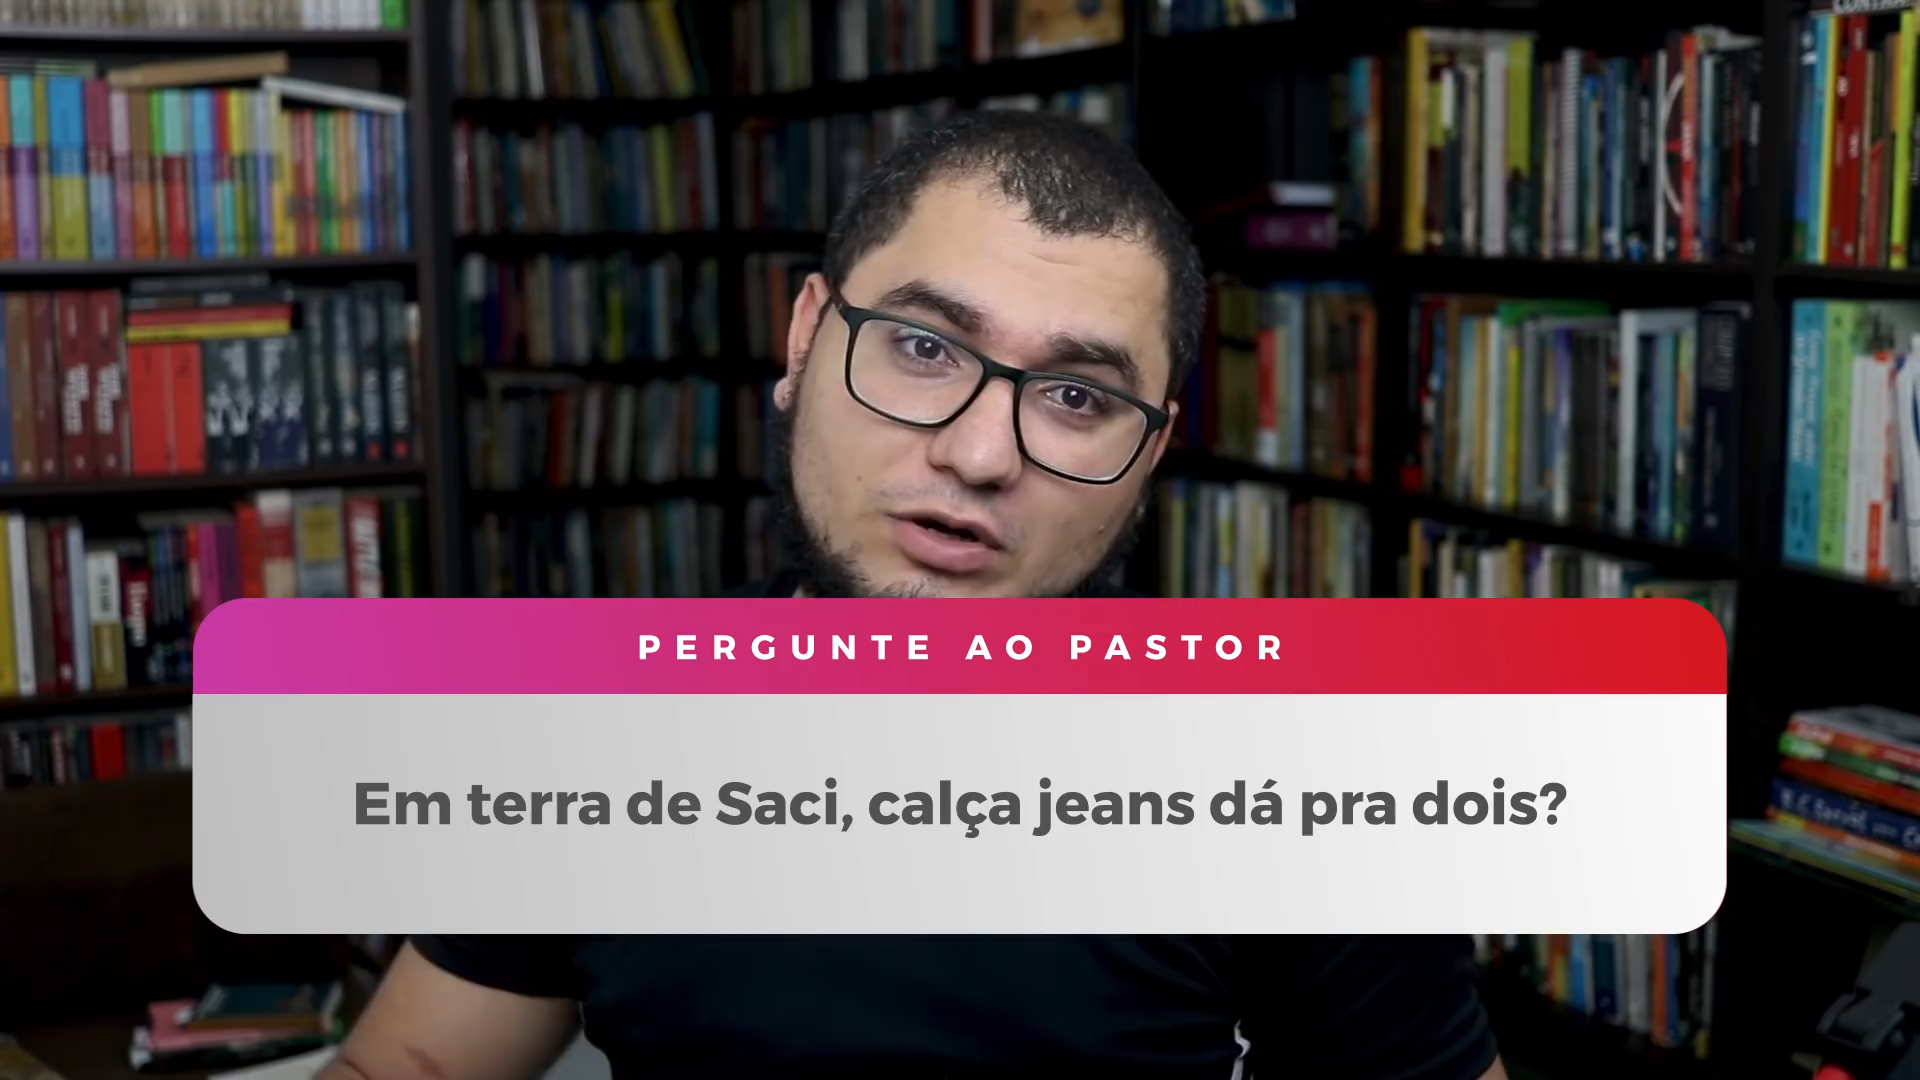 PERGUNTE AO PASTOR
Em terra de Saci, calça jeans dá pra dois?